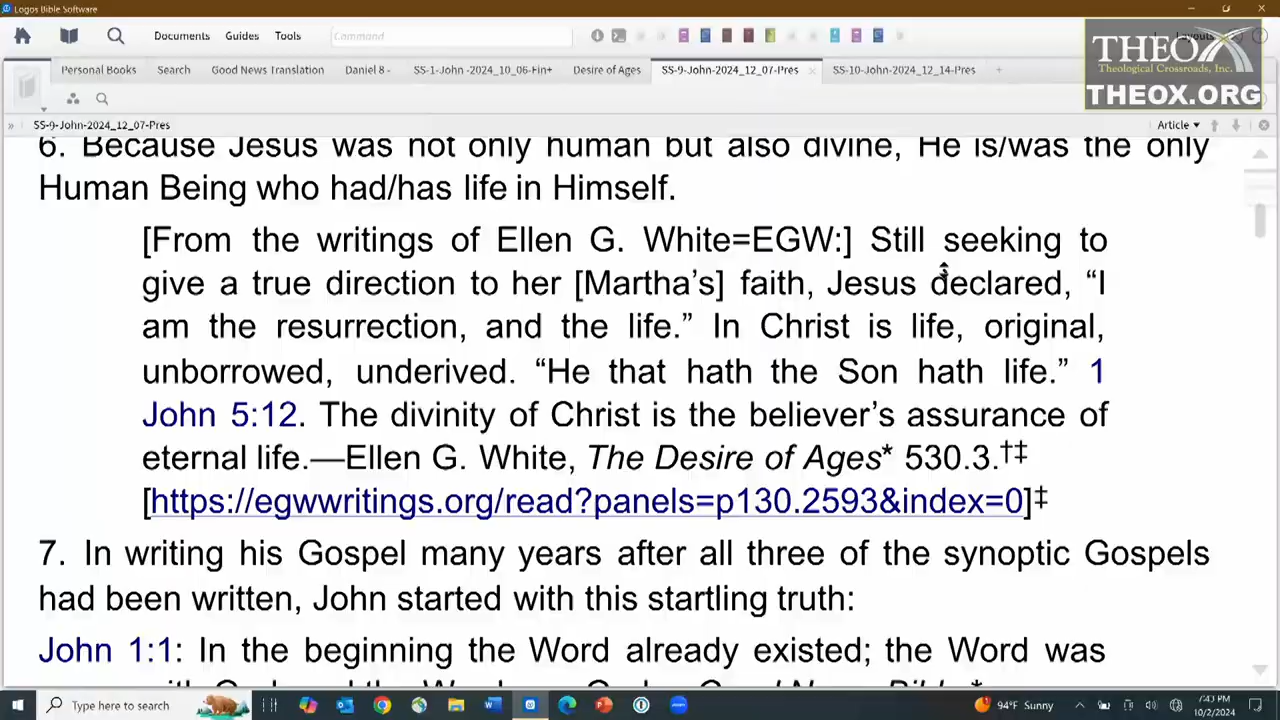 Logos Bible Software
Documents Guides Tools Command Layouts
THEOX
Theological Crossroads, Inc.
THEOX.ORG
Personal Books Search Good News Translation Daniel 8 - Desire of Ages SS-9-John-2024_12_07-Pres SS-10-John-2024_12_14-Pres +
» SS-9-John-2024_12_07-Pres Article
6. Because Jesus was not only human but also divine, He is/was the only
Human Being who had/has life in Himself.
[From the writings of Ellen G. White=EGW:] Still seeking to
give a true direction to her [Martha’s] faith, Jesus declared, “I
am the resurrection, and the life.” In Christ is life, original,
unborrowed, underived. “He that hath the Son hath life.” 1
John 5:12. The divinity of Christ is the believer’s assurance of
eternal life.—Ellen G. White, The Desire of Ages* 530.3.†‡
[https://egwwritings.org/read?panels=p130.2593&index=0]‡
7. In writing his Gospel many years after all three of the synoptic Gospels
had been written, John started with this startling truth:
John 1:1: In the beginning the Word already existed; the Word was
Type here to search
94°F Sunny
7:43 PM
10/2/2024